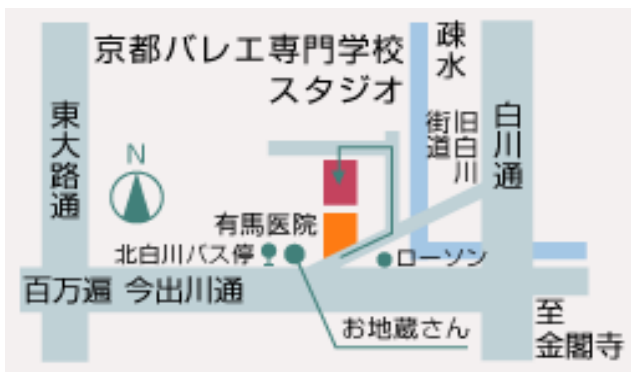 京都バレエ専門学校
スタジオ
疎水
東大路通
旧白川
街道
白川通
N
有馬医院
北白川バス停
ローソン
百万遍 今出川通
お地蔵さん
至
金閣寺